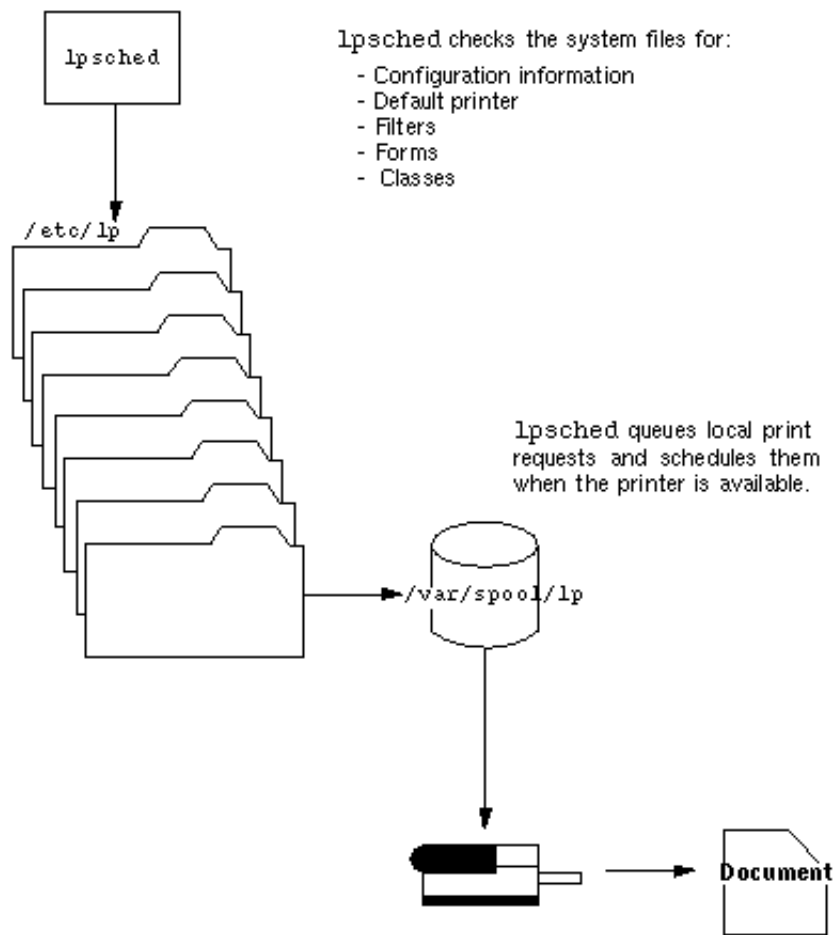 lpsched
lpsched checks the system files for:
- Configuration information
- Default printer
- Filters
- Forms
- Classes
/etc/lp
lpsched queues local print
requests and schedules them
when the printer is available.
/var/spool/lp
Document